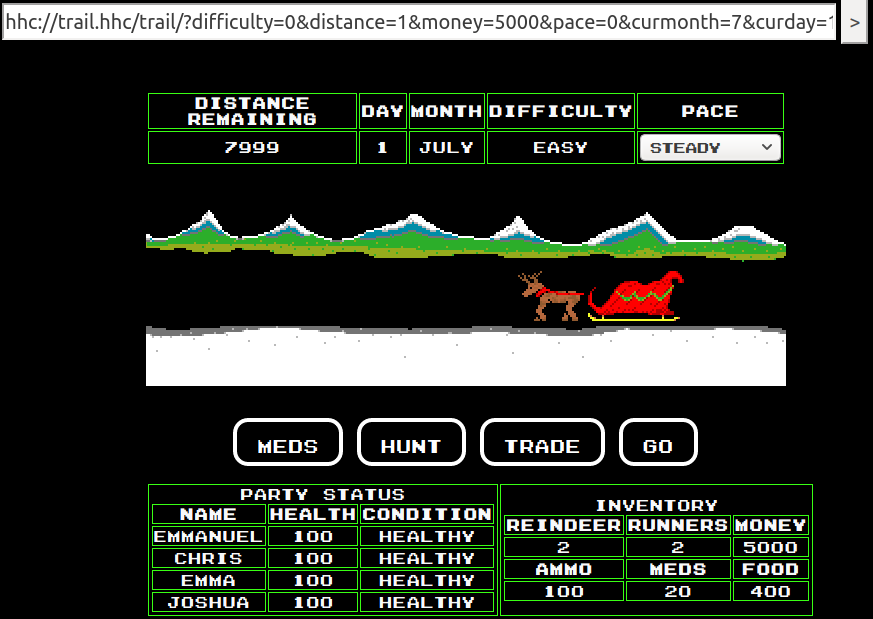 hhc://trail.hhc/trail/?difficulty=0&distance=1&money=5000&pace=0&curmonth=7&curday=1 >
DISTANCE REMAINING DAY MONTH DIFFICULTY PACE
7999 1 JULY EASY STEADY
MEDS HUNT TRADE GO
PARTY STATUS
NAME HEALTH CONDITION
EMMANUEL 100 HEALTHY
CHRIS 100 HEALTHY
EMMA 100 HEALTHY
JOSHUA 100 HEALTHY
INVENTORY
REINDEER RUNNERS MONEY
2 2 5000
AMMO MEDS FOOD
100 20 400